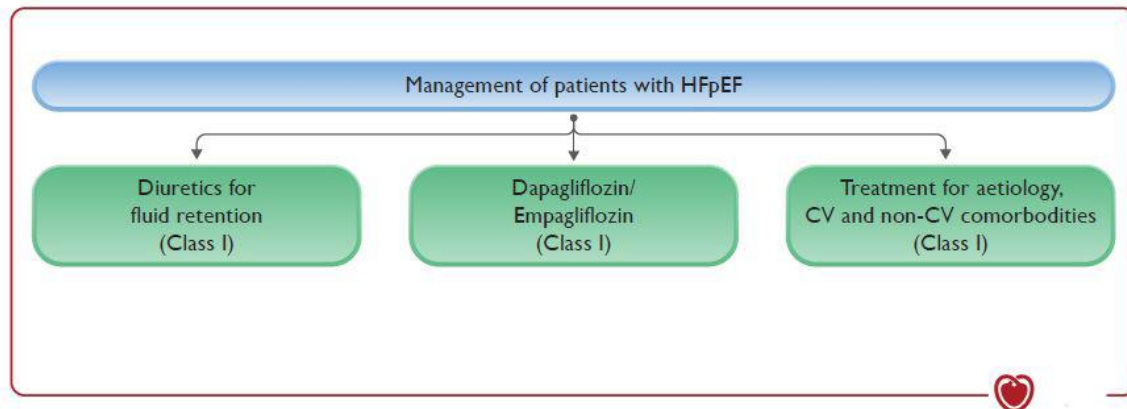 Management of patients with HFpEF
Diuretics for
fluid retention
(Class I)
Dapagliflozin/
Empagliflozin
(Class I)
Treatment for aetiology,
CV and non-CV comorbodities
(Class I)